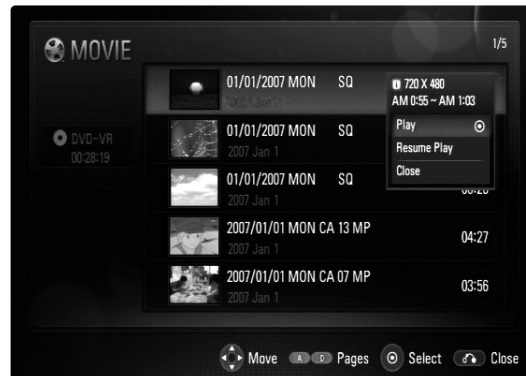 MOVIE
1/5
DVD-VR
00:28:19
01/01/2007 MON SQ
01/01/2007 MON SQ
2007 Jan 1
01/01/2007 MON SQ
2007 Jan 1
2007/01/01 MON CA 13 MP
2007 Jan 1
04:27
2007/01/01 MON CA 07 MP
2007 Jan 1
03:56
720 X 480
AM 0:55 ~ AM 1:03
Play
Resume Play
Close
Move
A D Pages
Select
Close